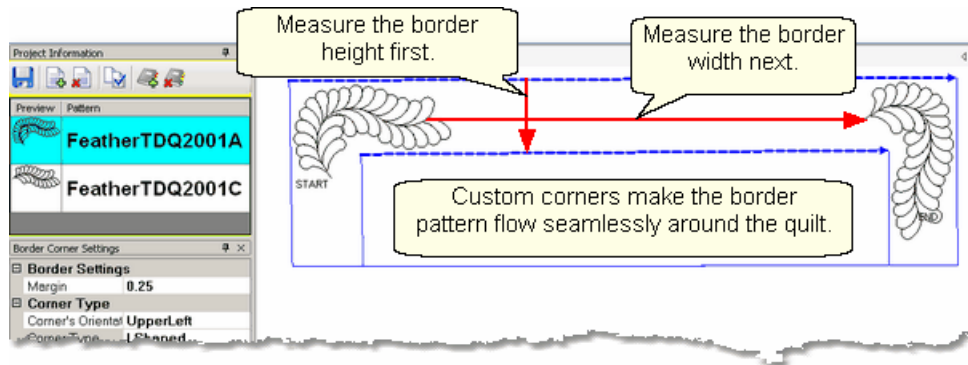 Measure the border
height first.
Measure the border
width next.
Project Information
Preview Pattern
FeatherTDQ2001A
FeatherTDQ2001C
START
END
Custom corners make the border
pattern flow seamlessly around the quilt.
Border Corner Settings
Border Settings
Margin 0.25
Corner Type
Corner's Orientat UpperLeft
CornerType LShaped